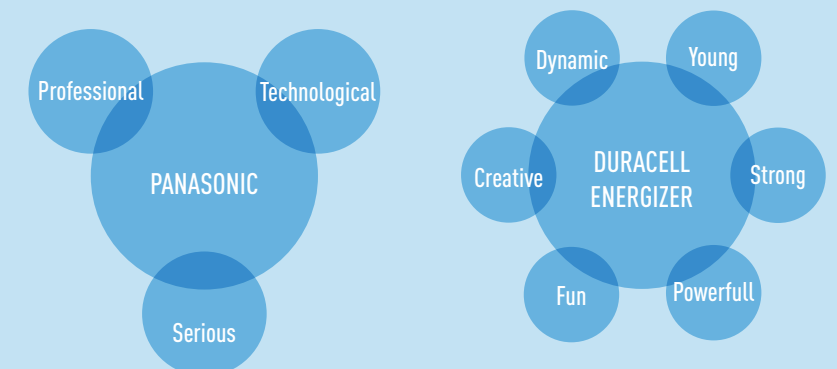 Professional
Technological
PANASONIC
Serious
Dynamic
Young
Creative
DURACELL
ENERGIZER
Strong
Fun
Powerfull